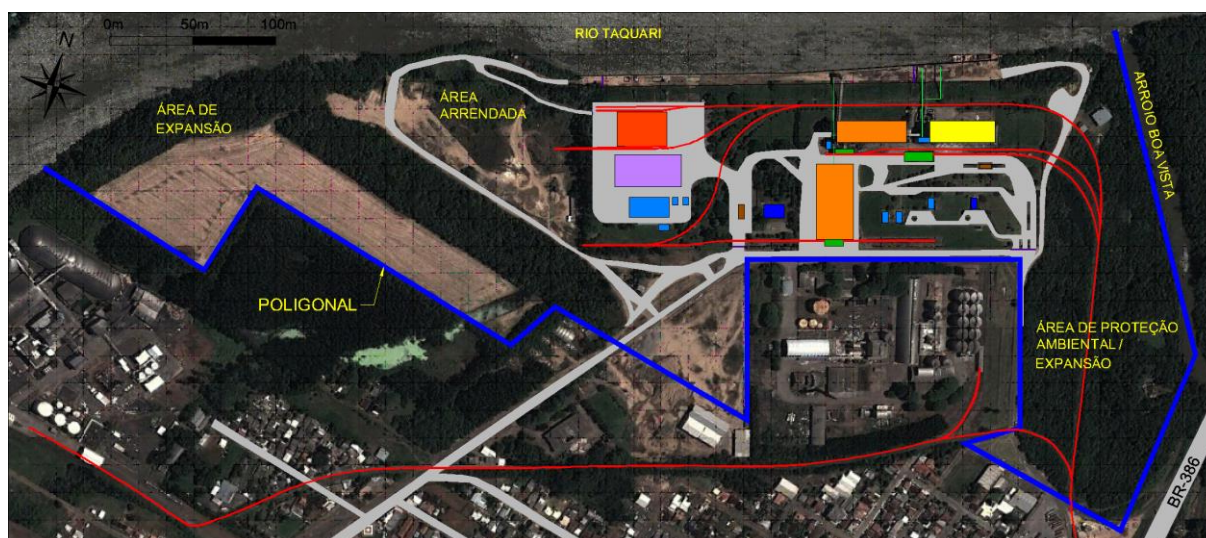 0m 50m 100m
N
RIO TAQUARI
ÁREA DE
EXPANSÃO
ÁREA
ARRENDADA
ARROIO BOA VISTA
POLIGONAL
ÁREA DE PROTEÇÃO
AMBIENTAL /
EXPANSÃO
BR-386